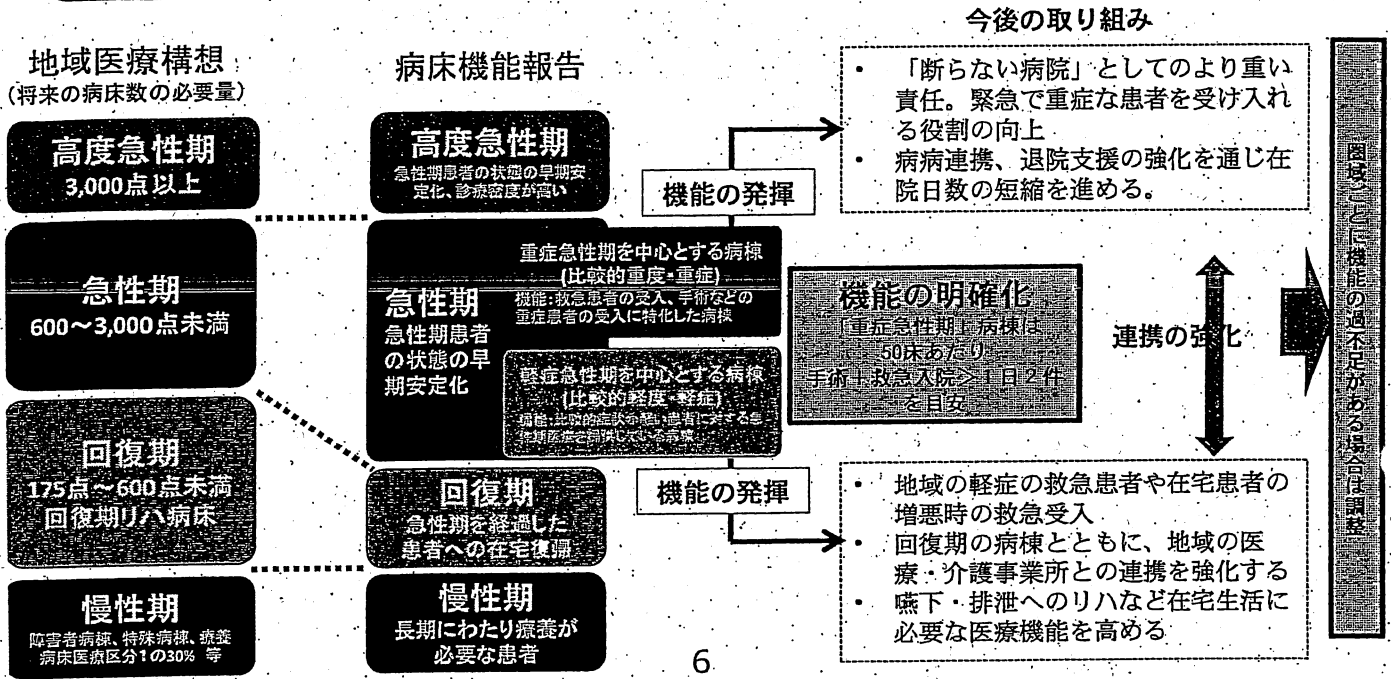 今後の取り組み
地域医療構想
(将来の病床数の必要量)
高度急性期
3,000点以上
急性期
600～3,000点未満
回復期
175点～600点未満
回復期リハ病床
慢性期
障害者病棟、特殊病棟、療養
病床医療区分1の30% 等
病床機能報告
高度急性期
急性期患者の状態の早期安
定化、診療密度が高い
急性期
急性期患者
の状態の早
期安定化
重症急性期を中心とする病棟
(比較的重度・重症)
機能：救急患者の受入、手術などの
重症患者の受入に特化した病棟
軽症急性期を中心とする病棟
(比較的軽度・軽症)
回復期
急性期を経過した
患者への在宅復帰
慢性期
長期にわたり療養が
必要な患者
機能の発揮
機能の発揮
機能の明確化
「重症急性期」病棟は
50床あたり
手術＋救急入院＞1日2件
を目安
・ 「断らない病院」としてのより重い
責任。緊急で重症な患者を受け入れ
る役割の向上
・ 病病連携、退院支援の強化を通じ在
院日数の短縮を進める。
連携の強化
・ 地域の軽症の救急患者や在宅患者の
増悪時の救急受入
・ 回復期の病棟とともに、地域の医
療・介護事業所との連携を強化する
・ 嚥下・排泄へのリハなど在宅生活に
必要な医療機能を高める
圏域ごとに機能の過不足がある場合は調整
6